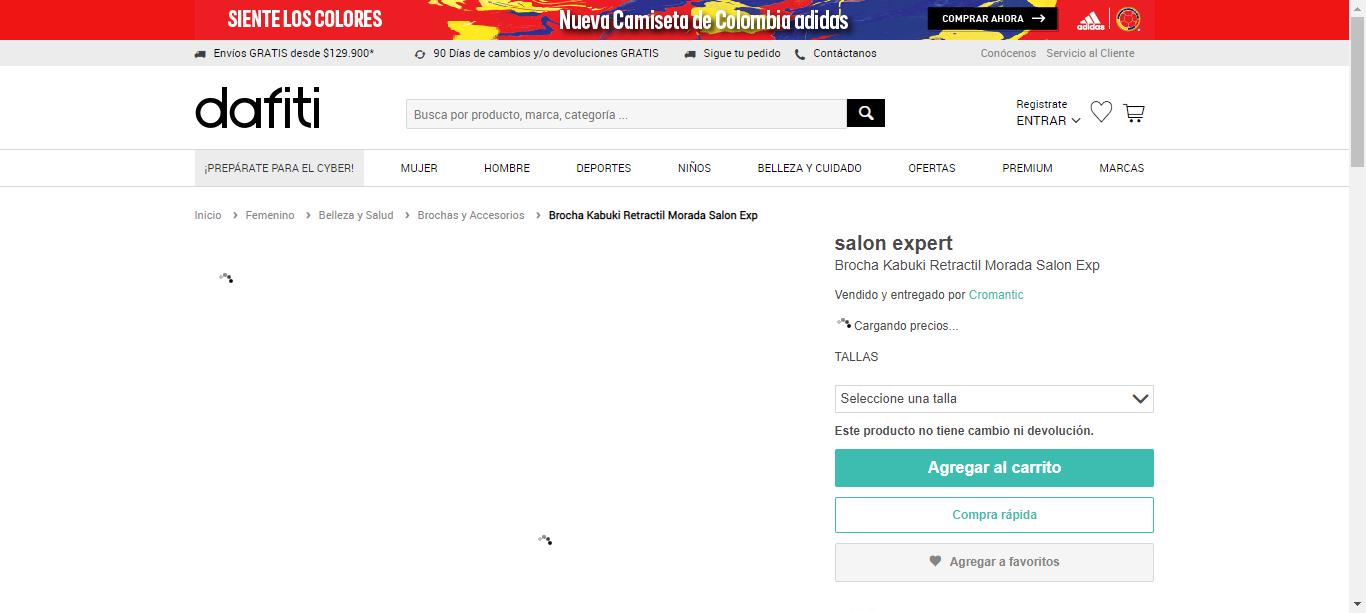 SIENTE LOS COLORES
Nueva Camiseta de Colombia adidas
COMPRAR AHORA
adidas
Envíos GRATIS desde $129.900*
90 Días de cambios y/o devoluciones GRATIS
Sigue tu pedido
Contáctanos
Conócenos
Servicio al Cliente
dafiti
Busca por producto, marca, categoría ...
Registrate
ENTRAR
¡PREPÁRATE PARA EL CYBER!
MUJER
HOMBRE
DEPORTES
NIÑOS
BELLEZA Y CUIDADO
OFERTAS
PREMIUM
MARCAS
Inicio > Femenino > Belleza y Salud > Brochas y Accesorios > Brocha Kabuki Retractil Morada Salon Exp
salon expert
Brocha Kabuki Retractil Morada Salon Exp
Vendido y entregado por Cromantic
Cargando precios...
TALLAS
Seleccione una talla
Este producto no tiene cambio ni devolución.
Agregar al carrito
Compra rápida
Agregar a favoritos